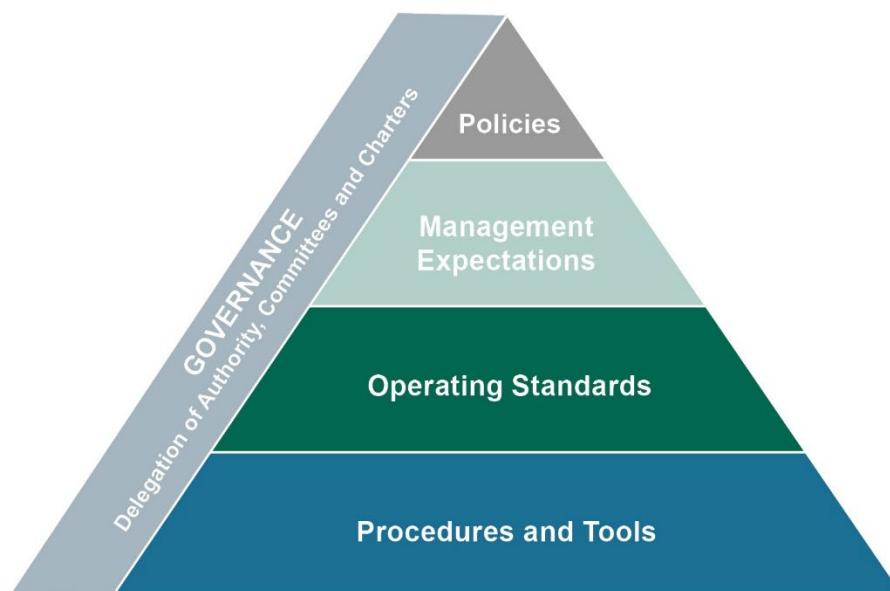 GOVERNANCE
Delegation of Authority, Committees and Charters
Policies
Management
Expectations
Operating Standards
Procedures and Tools